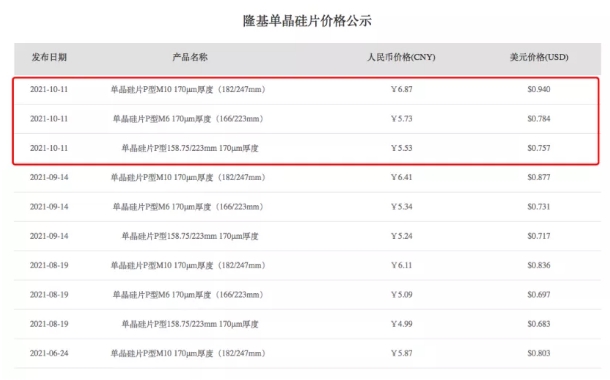 隆基单晶硅片价格公示
发布日期 产品名称 人民币价格(CNY) 美元价格(USD)
2021-10-11 单晶硅片P型M10 170μm厚度（182/247mm） ￥6.87 $0.940
2021-10-11 单晶硅片P型M6 170μm厚度（166/223mm） ￥5.73 $0.784
2021-10-11 单晶硅片P型158.75/223mm 170μm厚度 ￥5.53 $0.757
2021-09-14 单晶硅片P型M10 170μm厚度（182/247mm） ￥6.41 $0.877
2021-09-14 单晶硅片P型M6 170μm厚度（166/223mm） ￥5.34 $0.731
2021-09-14 单晶硅片P型158.75/223mm 170μm厚度 ￥5.24 $0.717
2021-08-19 单晶硅片P型M10 170μm厚度（182/247mm） ￥6.11 $0.836
2021-08-19 单晶硅片P型M6 170μm厚度（166/223mm） ￥5.09 $0.697
2021-08-19 单晶硅片P型158.75/223mm 170μm厚度 ￥4.99 $0.683
2021-06-24 单晶硅片P型M10 170μm厚度（182/247mm） ￥5.87 $0.803